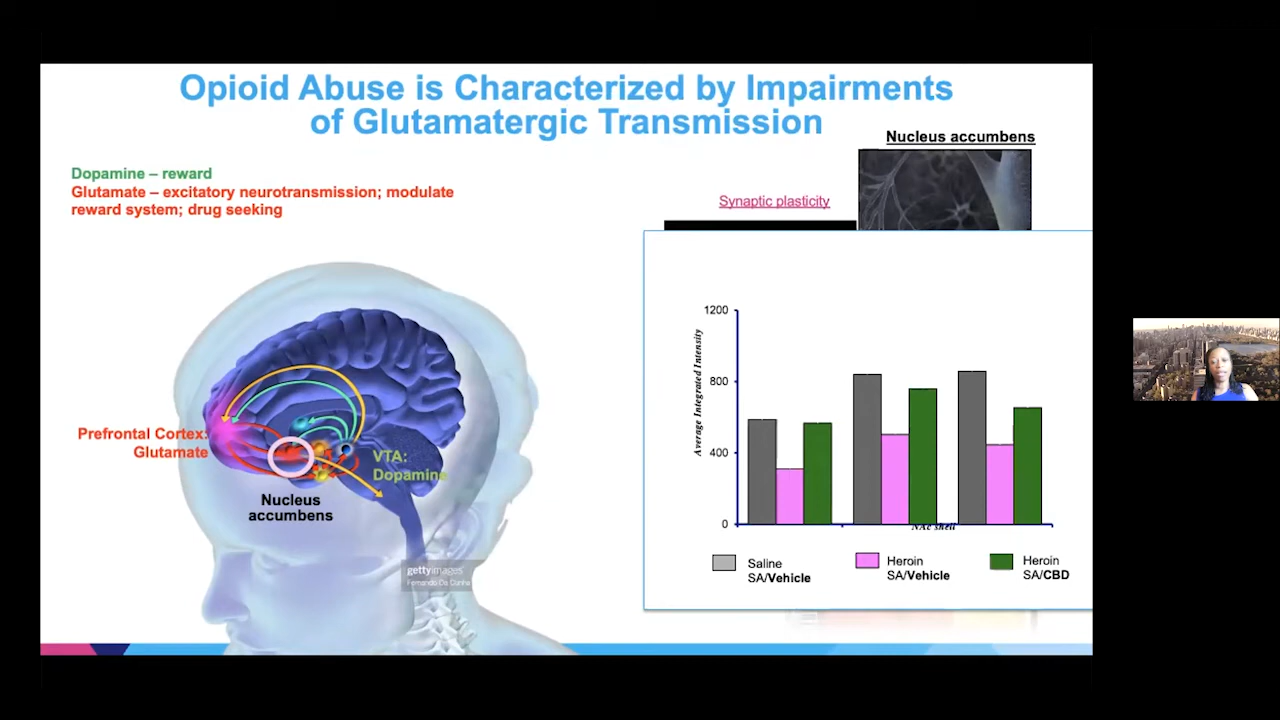 Opioid Abuse is Characterized by Impairments
of Glutamatergic Transmission
Nucleus accumbens
Dopamine – reward
Glutamate – excitatory neurotransmission; modulate
reward system; drug seeking
Synaptic plasticity
Prefrontal Cortex:
Glutamate
VTA:
Dopamine
Nucleus
accumbens
gettyimages
Fernando Da Cunha
1200
800
400
0
Average Integrated Intensity
NAc shell
Saline
SA/Vehicle
Heroin
SA/Vehicle
Heroin
SA/CBD